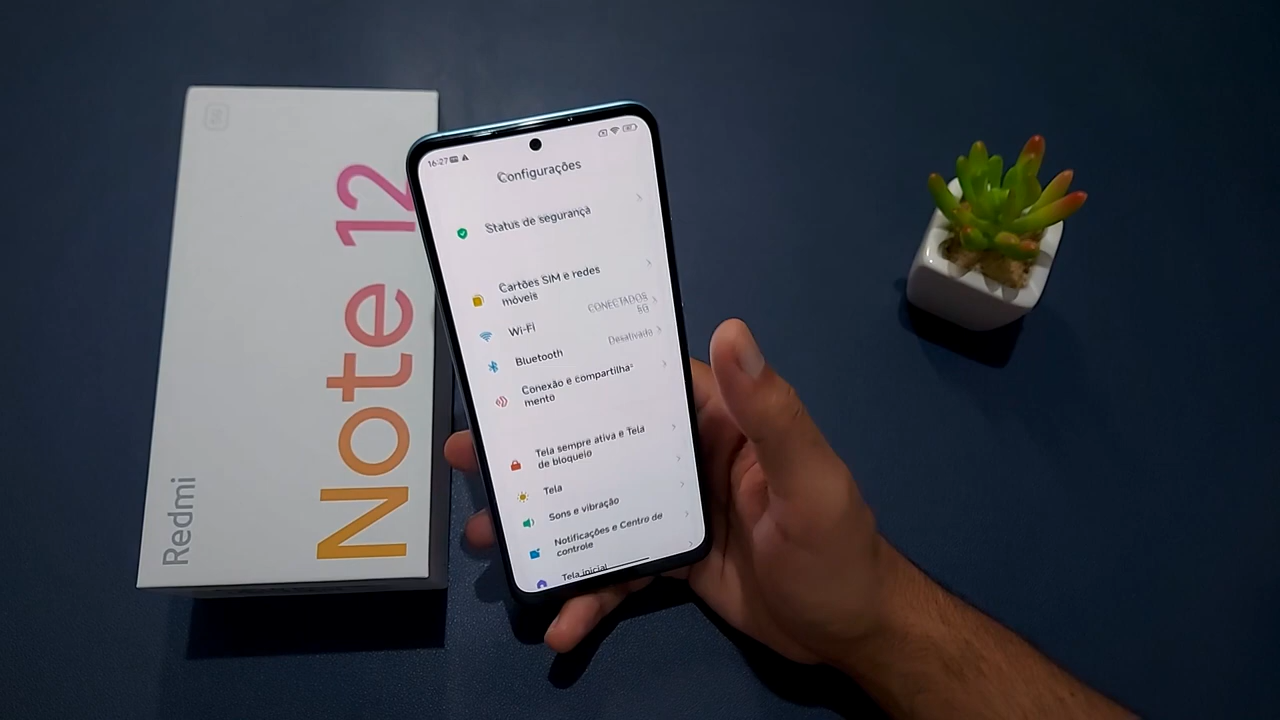 Redmi
Note 12
16:27
Configurações
Status de segurança
Cartões SIM e redes
móveis
Wi-Fi
CONECTADOS
5G
Bluetooth
Desativado
Conexão e compartilha-
mento
Tela sempre ativa e Tela
de bloqueio
Tela
Sons e vibração
Notificações e Centro de
controle
Tela inicial